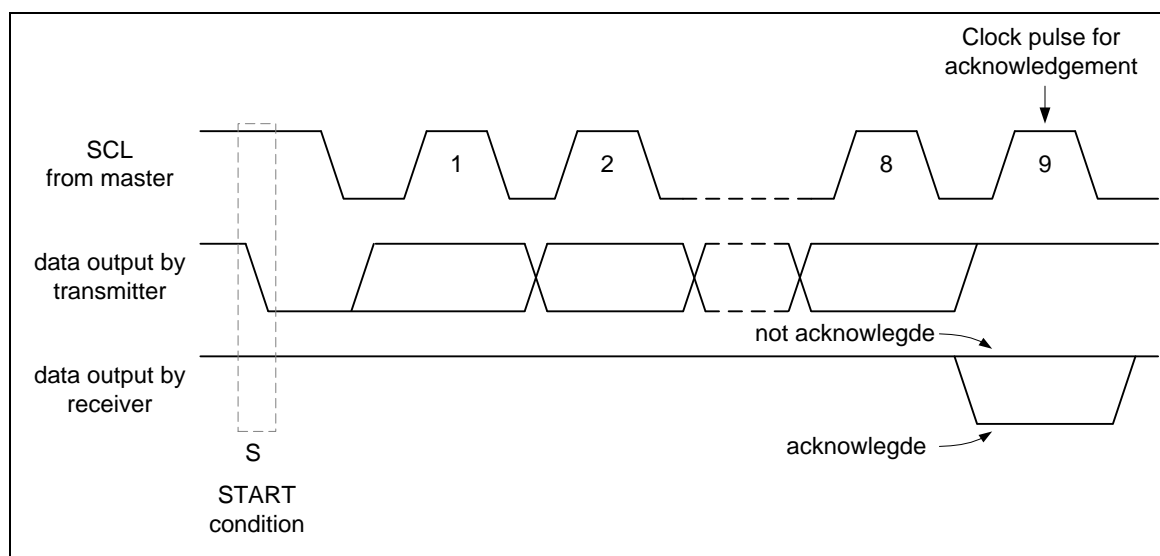 Clock pulse for
acknowledgement
SCL
from master
1
2
8
9
data output by
transmitter
not acknowlegde
data output by
receiver
acknowlegde
S
START
condition